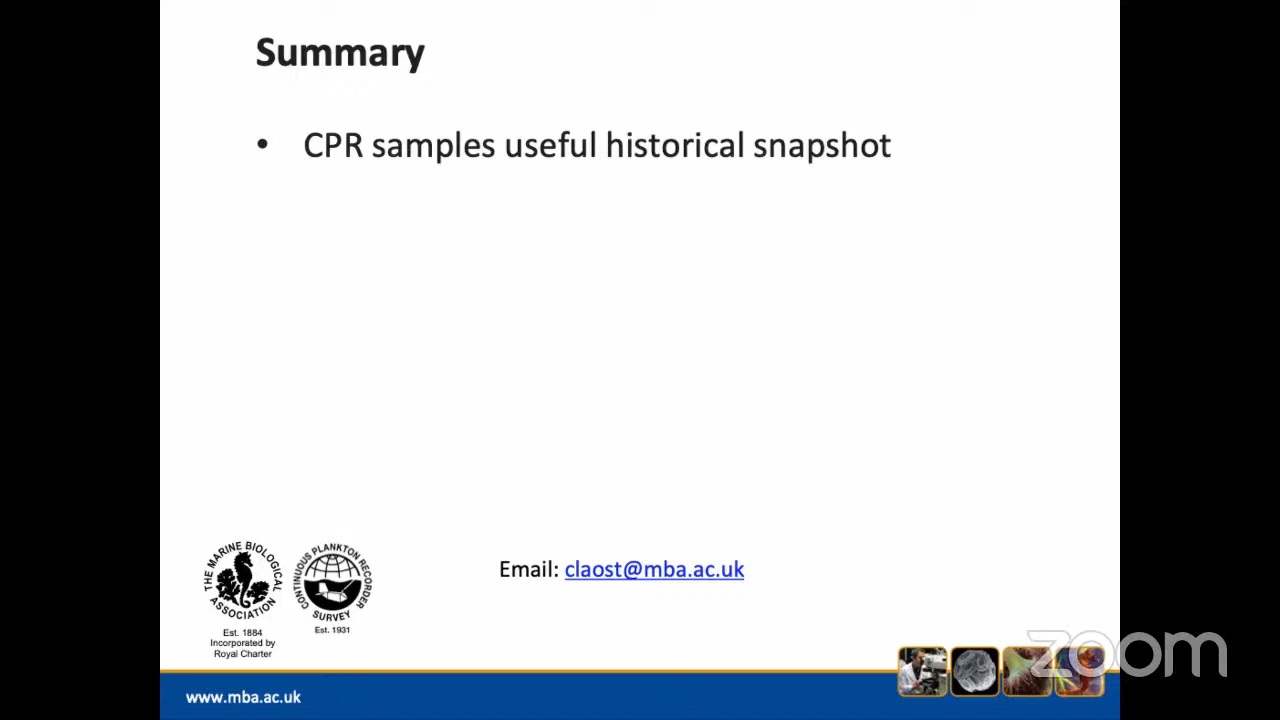 Summary
• CPR samples useful historical snapshot
THE MARINE BIOLOGICAL ASSOCIATION
Est. 1884
Incorporated by
Royal Charter
CONTINUOUS PLANKTON RECORDER SURVEY
Est. 1931
Email: claost@mba.ac.uk
zoom
www.mba.ac.uk